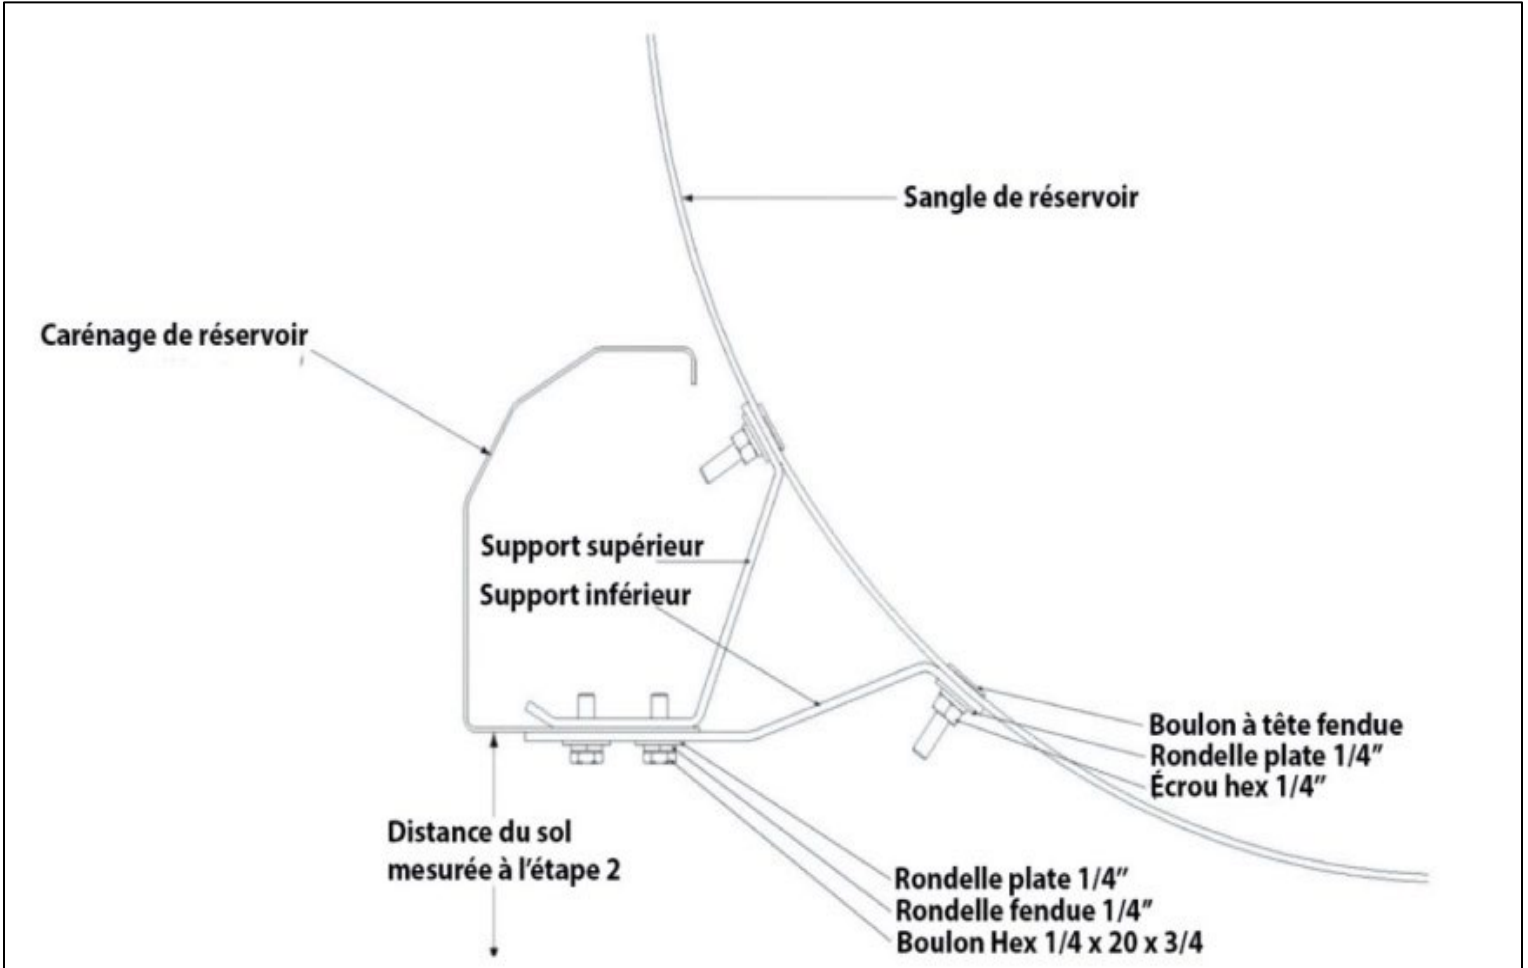 Sangle de réservoir
Carénage de réservoir
Support supérieur
Support inférieur
Boulon à tête fendue
Rondelle plate 1/4”
Écrou hex 1/4”
Distance du sol
mesurée à l’étape 2
Rondelle plate 1/4”
Rondelle fendue 1/4”
Boulon Hex 1/4 x 20 x 3/4